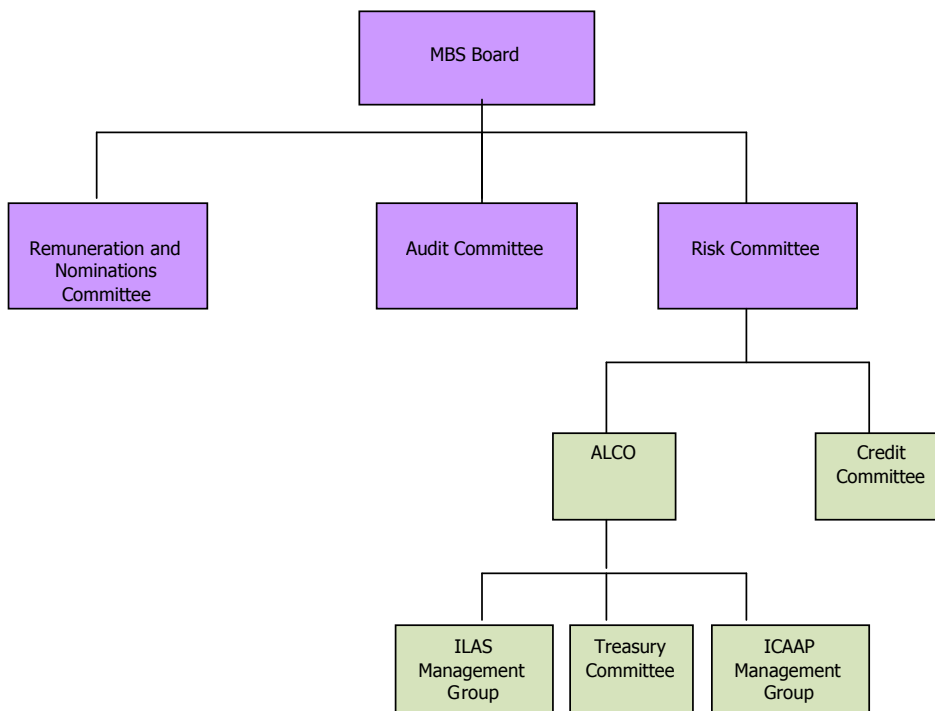 MBS Board
Remuneration and
Nominations
Committee
Audit Committee
Risk Committee
ALCO
Credit
Committee
ILAS
Management
Group
Treasury
Committee
ICAAP
Management
Group